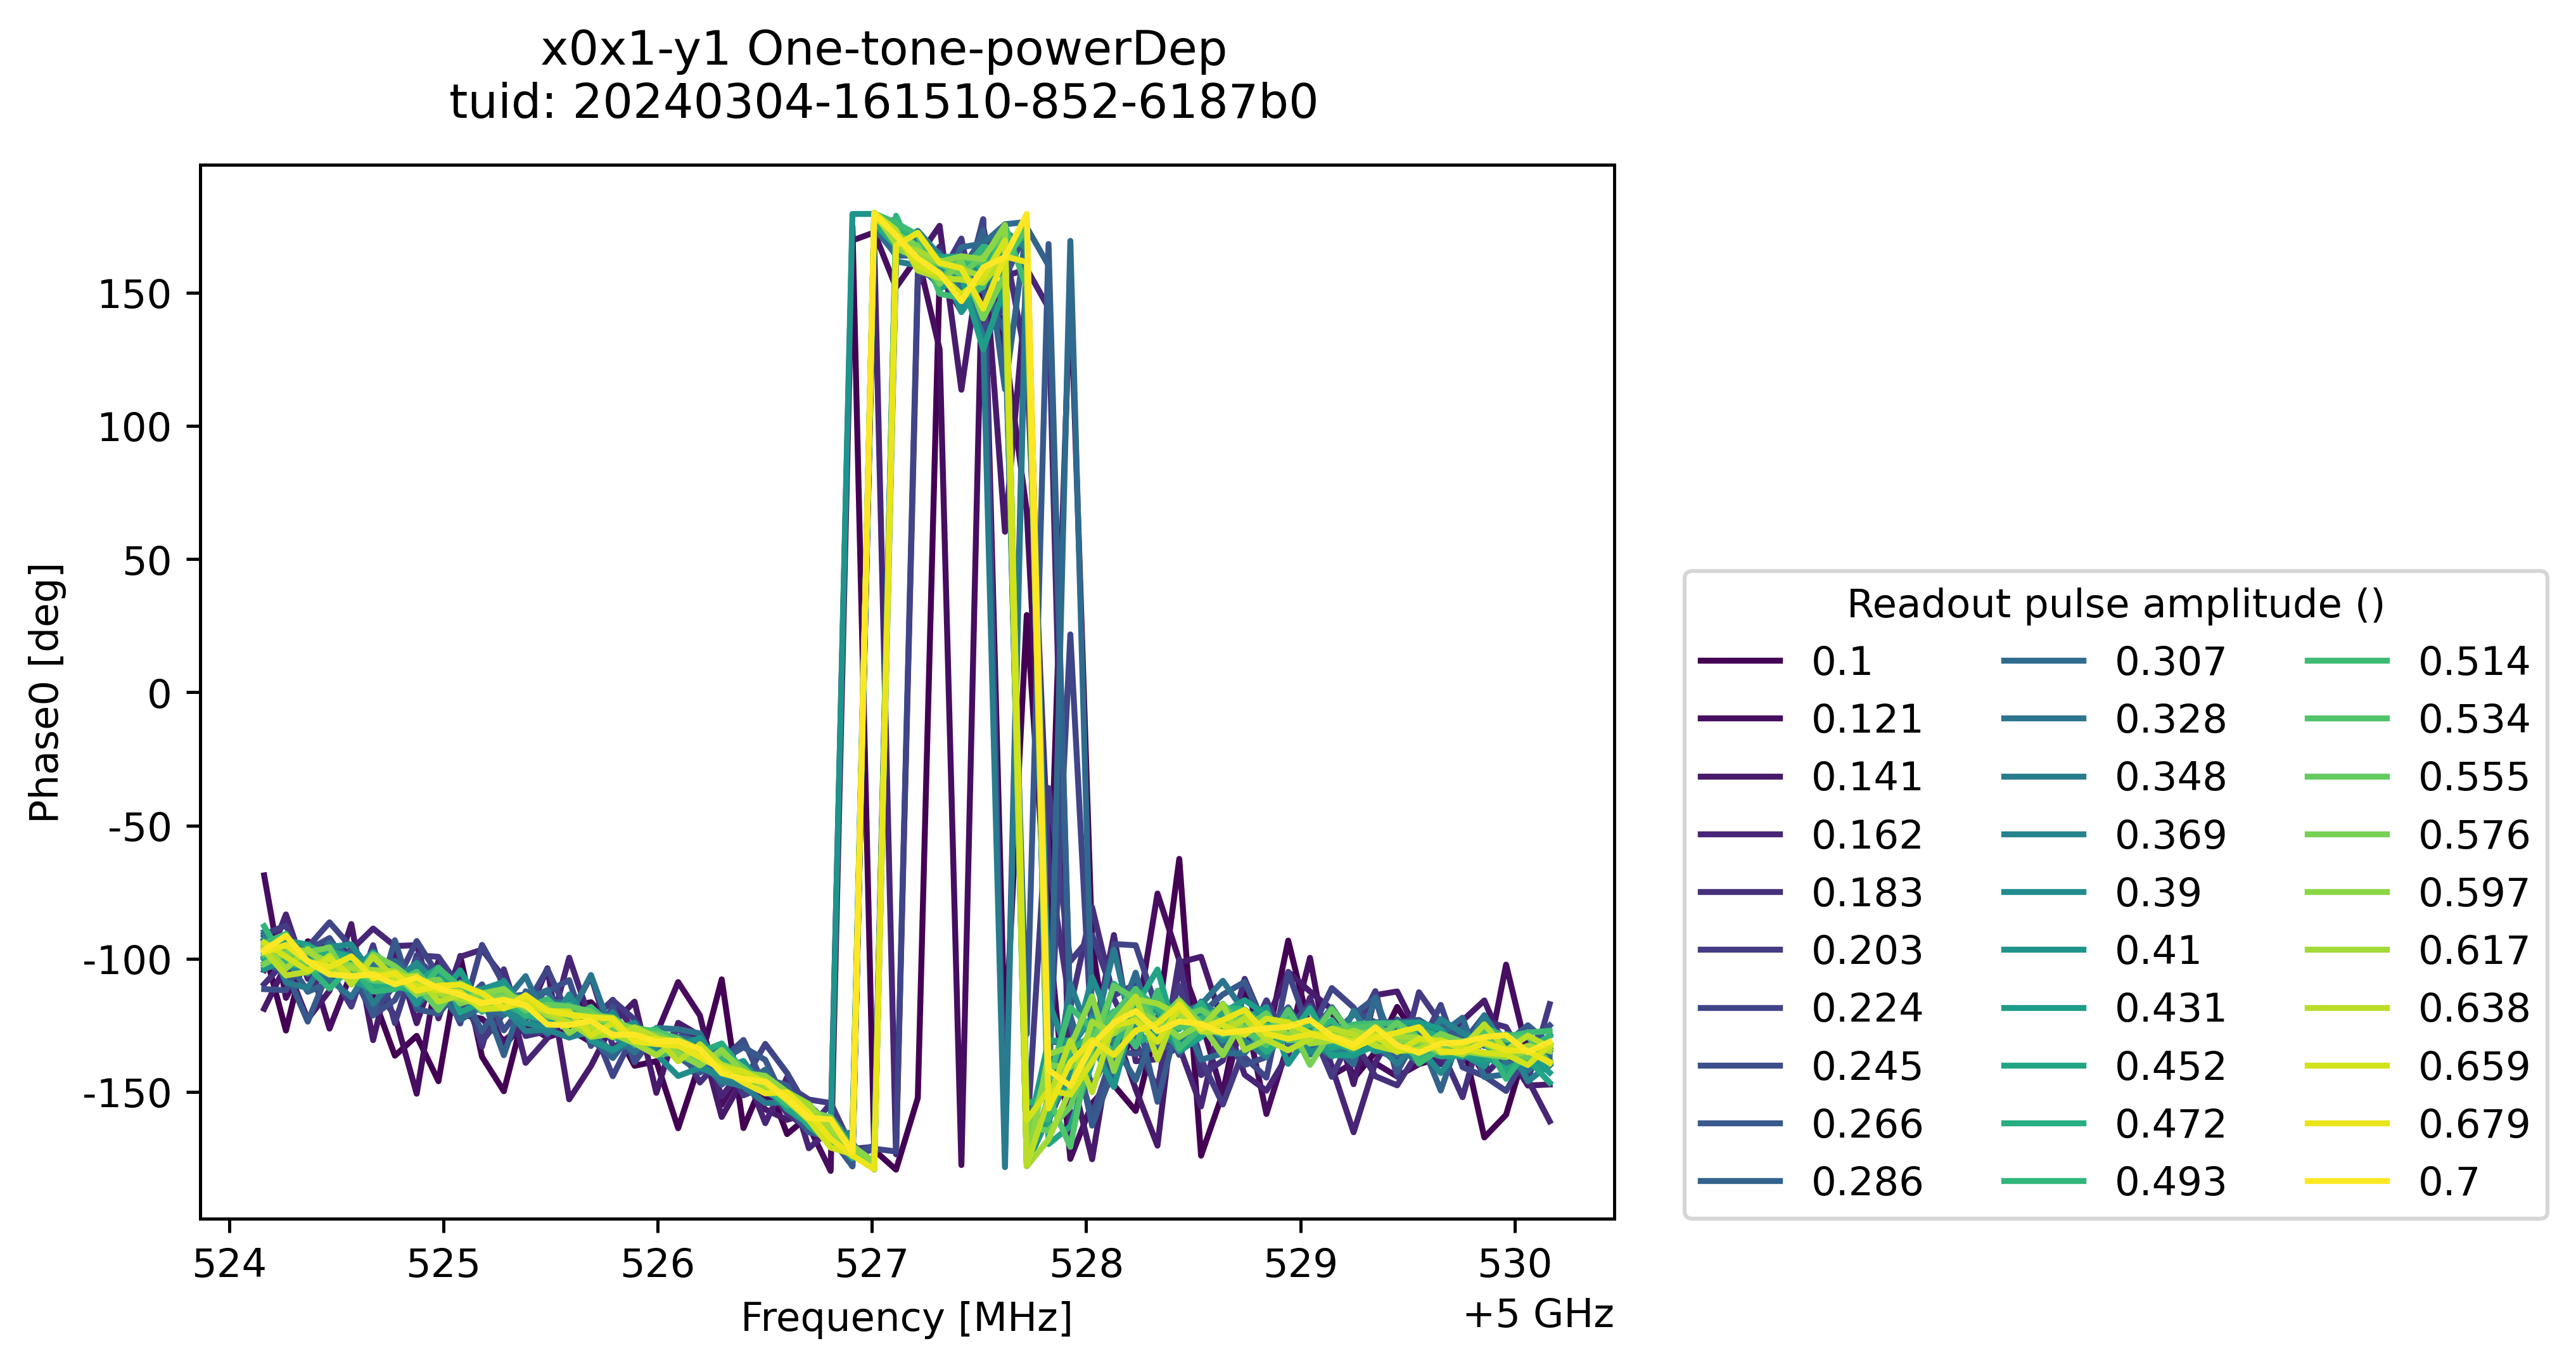 x0x1-y1 One-tone-powerDep
tuid: 20240304-161510-852-6187b0
Phase0 [deg]
150
100
50
0
-50
-100
-150
524 525 526 527 528 529 530
Frequency [MHz]
+5 GHz
Readout pulse amplitude ()
0.1 0.307 0.514
0.121 0.328 0.534
0.141 0.348 0.555
0.162 0.369 0.576
0.183 0.39 0.597
0.203 0.41 0.617
0.224 0.431 0.638
0.245 0.452 0.659
0.266 0.472 0.679
0.286 0.493 0.7